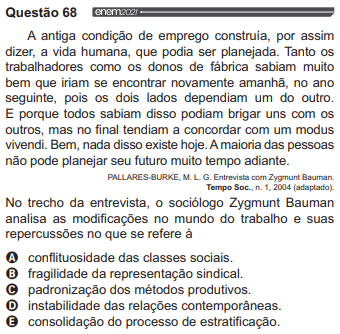 Questão 68 enem2021
A antiga condição de emprego construía, por assim
dizer, a vida humana, que podia ser planejada. Tanto os
trabalhadores como os donos de fábrica sabiam muito
bem que iriam se encontrar novamente amanhã, no ano
seguinte, pois os dois lados dependiam um do outro.
E porque todos sabiam disso podiam brigar uns com os
outros, mas no final tendiam a concordar com um modus
vivendi. Bem, nada disso existe hoje. A maioria das pessoas
não pode planejar seu futuro muito tempo adiante.
PALLARES-BURKE, M. L. G. Entrevista com Zygmunt Bauman.
Tempo Soc., n. 1, 2004 (adaptado).
No trecho da entrevista, o sociólogo Zygmunt Bauman
analisa as modificações no mundo do trabalho e suas
repercussões no que se refere à
A conflituosidade das classes sociais.
B fragilidade da representação sindical.
C padronização dos métodos produtivos.
D instabilidade das relações contemporâneas.
E consolidação do processo de estratificação.